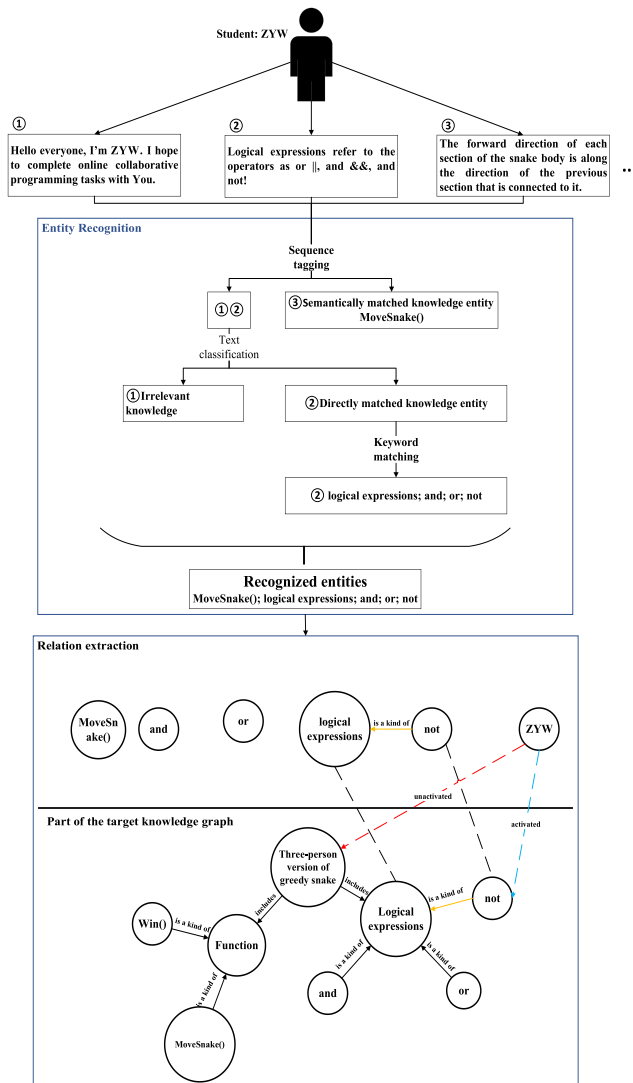 Student: ZYW
①
②
③
Hello everyone, I'm ZYW. I hope
to complete online collaborative
programming tasks with You.
Logical expressions refer to the
operators as or ||, and &&, and
not!
The forward direction of each
section of the snake body is along
the direction of the previous
section that is connected to it.
..
Entity Recognition
Sequence
tagging
①②
③Semantically matched knowledge entity
MoveSnake()
Text
classification
①Irrelevant
knowledge
②Directly matched knowledge entity
Keyword
matching
② logical expressions; and; or; not
Recognized entities
MoveSnake(); logical expressions; and; or; not
Relation extraction
MoveSn
ake()
and
or
logical
expressions
is a kind of
not
ZYW
unactivated
activated
Part of the target knowledge graph
Three-person
version of
greedy snake
includes
includes
Win()
is a kind of
Function
Logical
expressions
is a kind of
not
is a kind of
MoveSnake()
is a kind of
and
is a kind of
or